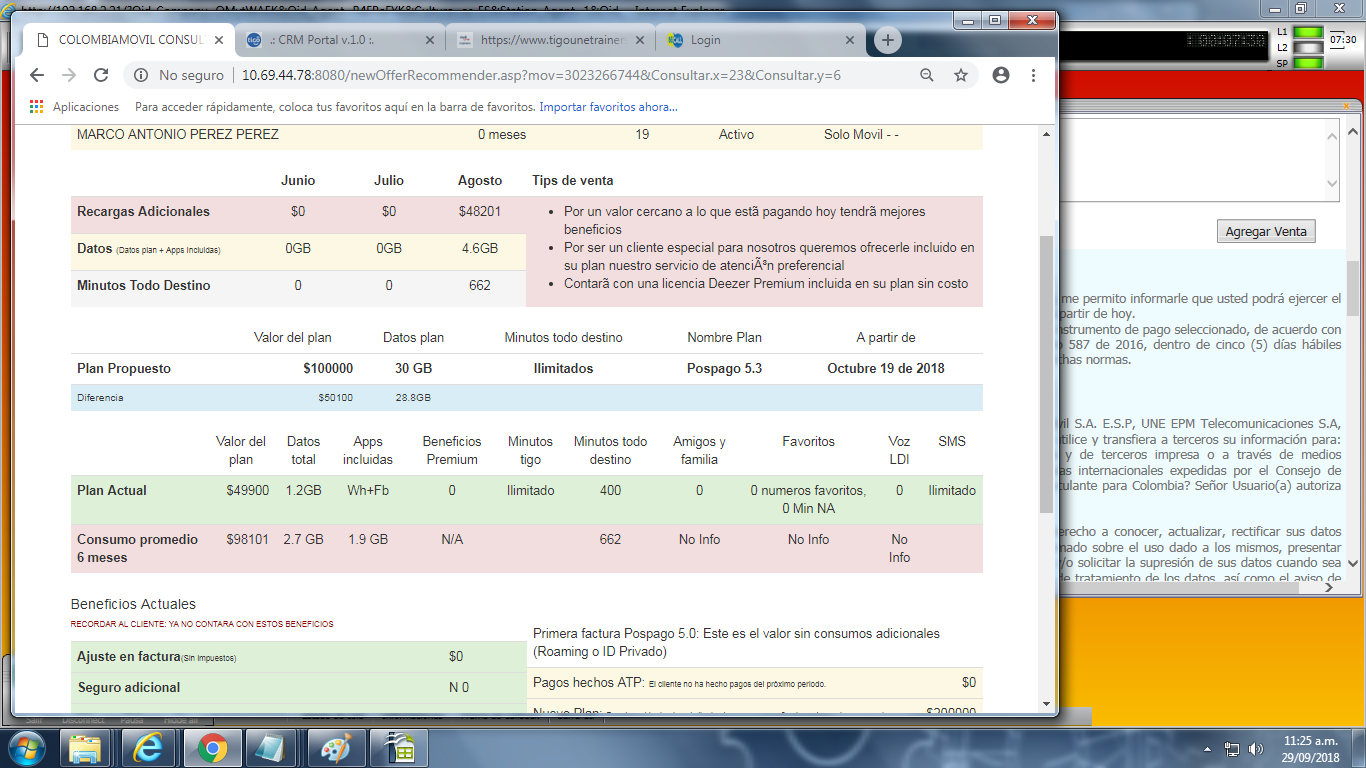 COLOMBIAMOVIL CONSUL
.: CRM Portal v.1.0 :.
https://www.tigounetrainer
Login
L1
L2
SP
07:30
No seguro
10.69.44.78:8080/newOfferRecommender.asp?mov=3023266744&Consultar.x=23&Consultar.y=6
Aplicaciones
Para acceder rápidamente, coloca tus favoritos aquí en la barra de favoritos. Importar favoritos ahora...
MARCO ANTONIO PEREZ PEREZ 0 meses 19 Activo Solo Movil - -
Junio Julio Agosto Tips de venta
Recargas Adicionales $0 $0 $48201
Datos (Datos plan + Apps Incluidas) 0GB 0GB 4.6GB
Minutos Todo Destino 0 0 662
• Por un valor cercano a lo que estã pagando hoy tendrã mejores
beneficios
• Por ser un cliente especial para nosotros queremos ofrecerle incluido en
su plan nuestro servicio de atenciÃ³n preferencial
• Contarã con una licencia Deezer Premium incluida en su plan sin costo
Valor del plan Datos plan Minutos todo destino Nombre Plan A partir de
Plan Propuesto $100000 30 GB Ilimitados Pospago 5.3 Octubre 19 de 2018
Diferencia $50100 28.8GB
Valor del Datos Apps Beneficios Minutos Minutos todo Amigos y Favoritos Voz SMS
plan total incluidas Premium tigo destino familia LDI
Plan Actual $49900 1.2GB Wh+Fb 0 Ilimitado 400 0 0 numeros favoritos, 0 Ilimitado
0 Min NA
Consumo promedio $98101 2.7 GB 1.9 GB N/A 662 No Info No Info No
6 meses Info
Beneficios Actuales
RECORDAR AL CLIENTE: YA NO CONTARA CON ESTOS BENEFICIOS
Ajuste en factura(Sin Impuestos) $0
Seguro adicional N 0
Primera factura Pospago 5.0: Este es el valor sin consumos adicionales
(Roaming o ID Privado)
Pagos hechos ATP: El cliente no ha hecho pagos del próximo periodo. $0
Nuevo Plan: $200000
Agregar Venta
me permito informarle que usted podrá ejercer el
partir de hoy.
nstrumento de pago seleccionado, de acuerdo con
587 de 2016, dentro de cinco (5) días hábiles
has normas.
vil S.A. E.S.P, UNE EPM Telecomunicaciones S.A,
tilice y transfiera a terceros su información para:
y de terceros impresa o a través de medios
as internacionales expedidas por el Consejo de
culante para Colombia? Señor Usuario(a) autoriza
erecho a conocer, actualizar, rectificar sus datos
nado sobre el uso dado a los mismos, presentar
/o solicitar la supresión de sus datos cuando sea
de tratamiento de los datos, así como el aviso de
Salir Disconnect Pausa Hidde all
11:25 a.m.
29/09/2018